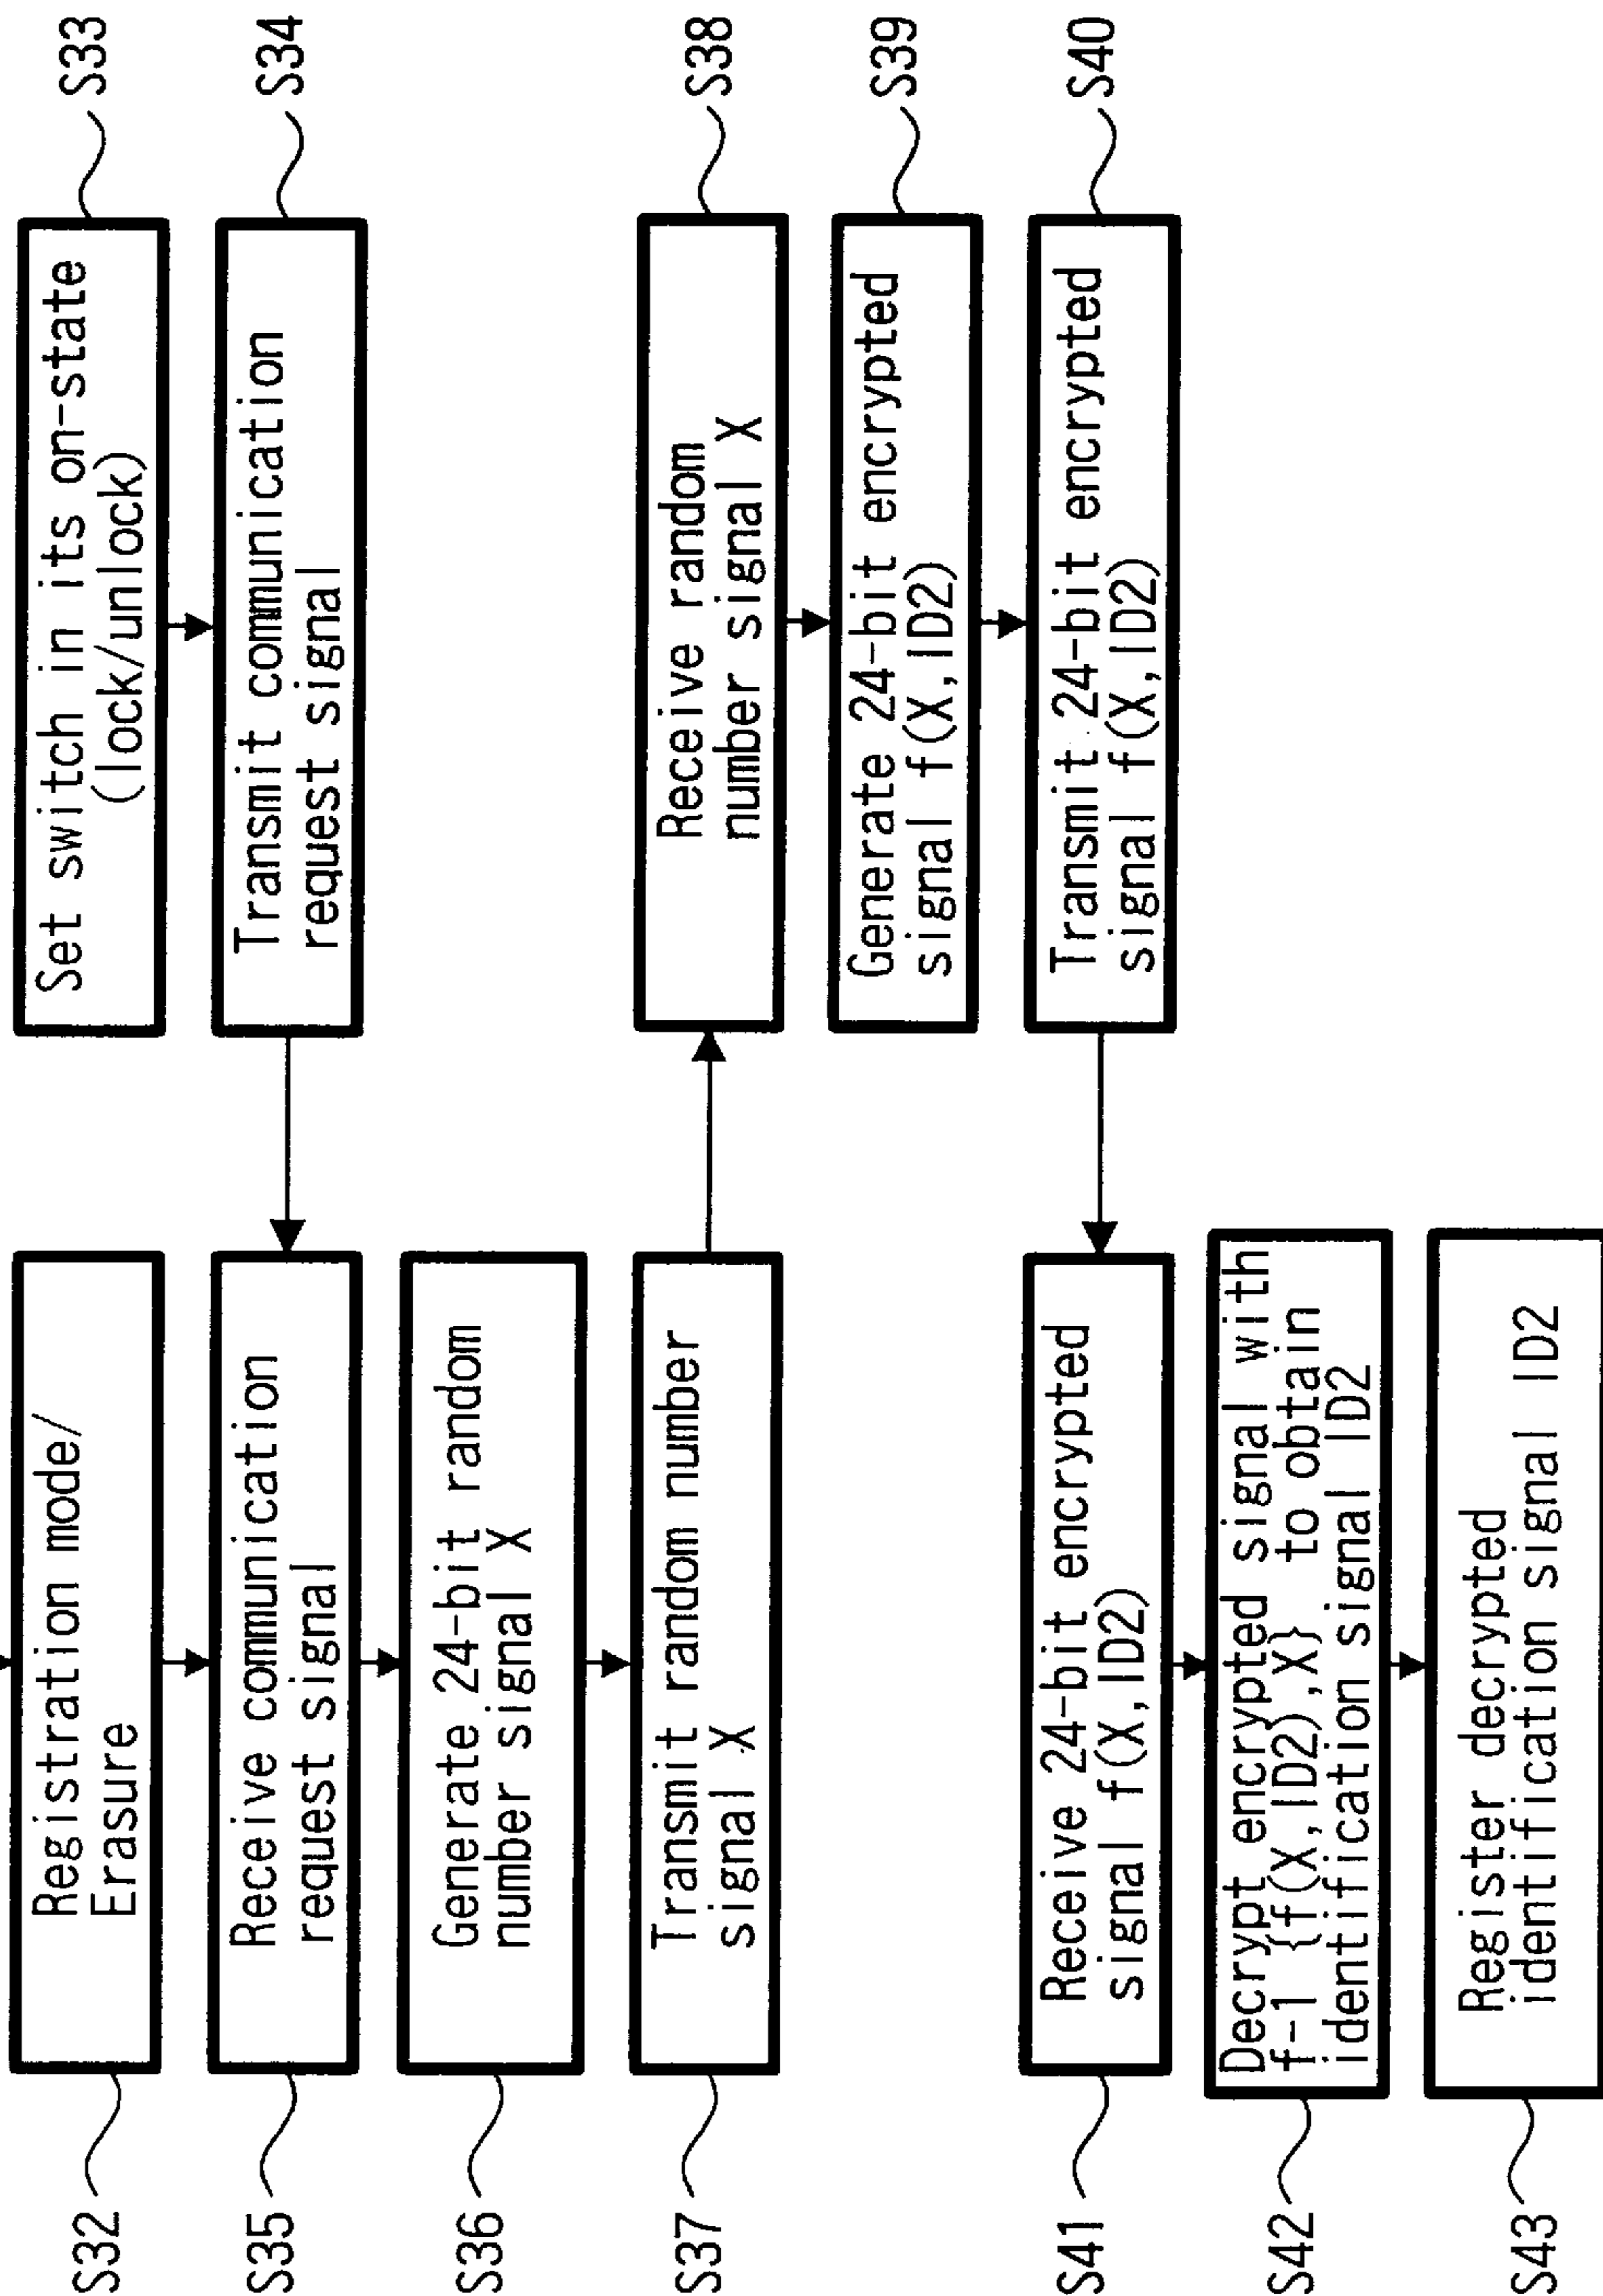 S32
Registration mode/
Erasure
S33
Set switch in its on-state
(lock/unlock)
S34
Transmit communication
request signal
S35
Receive communication
request signal
S36
Generate 24-bit random
number signal X
S37
Transmit random number
signal X
S38
Receive random
number signal X
S39
Generate 24-bit encrypted
signal f(X,ID2)
S40
Transmit 24-bit encrypted
signal f(X,ID2)
S41
Receive 24-bit encrypted
signal f(X,ID2)
S42
Decrypt encrypted signal with
f-1 {f(X,ID2),X} to obtain
identification signal ID2
S43
Register decrypted
identification signal ID2